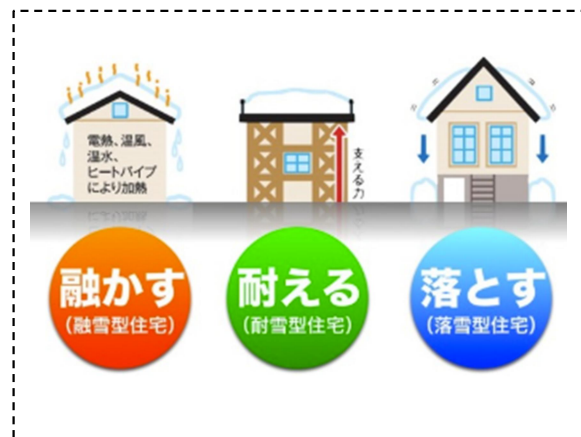 電熱、温風、
温水、
ヒートパイプ
により加熱
支える力
融かす
（融雪型住宅）
耐える
（耐雪型住宅）
落とす
（落雪型住宅）